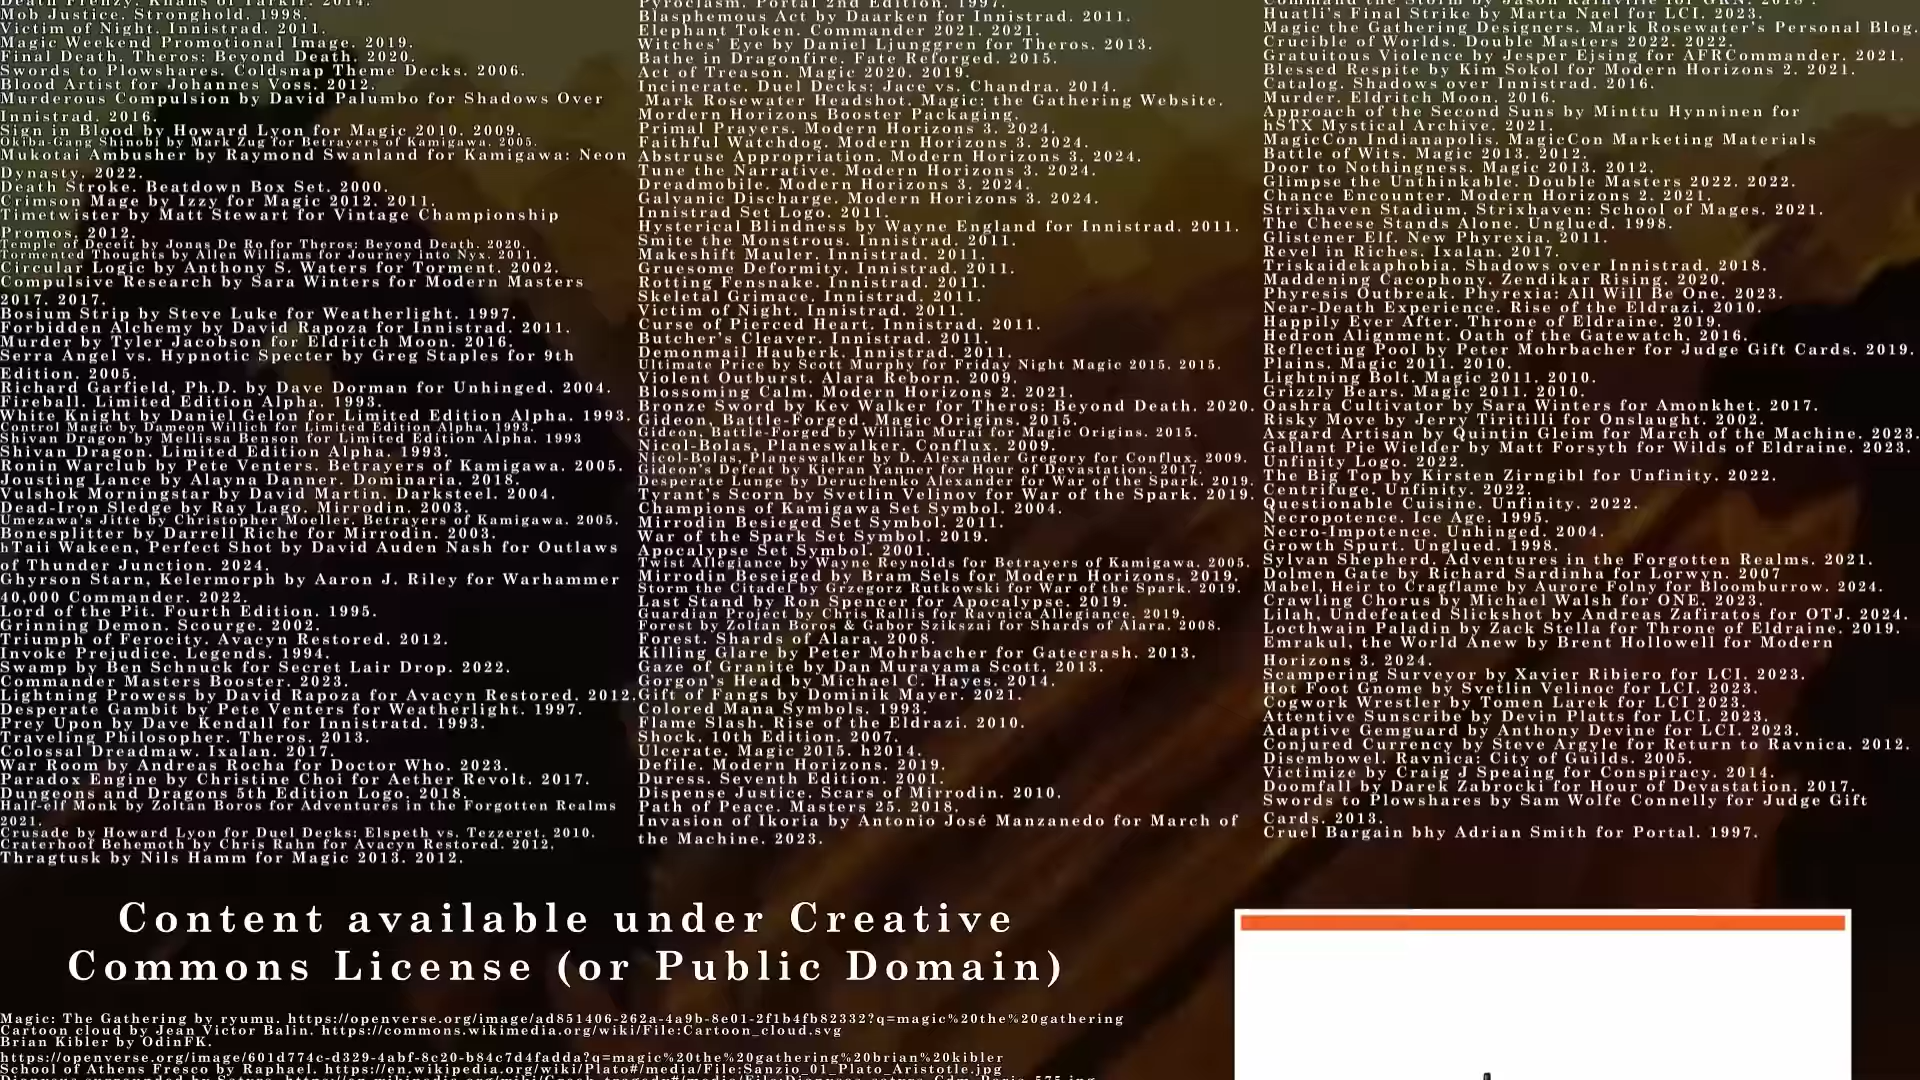 Death Frenzy. Khans of Tarkir. 2014.
Mob Justice. Stronghold. 1998.
Victim of Night. Innistrad. 2011.
Magic Weekend Promotional Image. 2019.
Final Death. Theros: Beyond Death. 2020.
Swords to Plowshares. Coldsnap Theme Decks. 2006.
Blood Artist for Johannes Voss. 2012.
Murderous Compulsion by David Palumbo for Shadows Over
Innistrad. 2016.
Sign in Blood by Howard Lyon for Magic 2010. 2009.
Okiba-Gang Shinobi by Mark Zug for Betrayers of Kamigawa. 2005.
Mukotai Ambusher by Raymond Swanland for Kamigawa: Neon
Dynasty. 2022.
Death Stroke. Beatdown Box Set. 2000.
Crimson Mage by Izzy for Magic 2012. 2011.
Timetwister by Matt Stewart for Vintage Championship
Promos. 2012.
Temple of Deceit by Jonas De Ro for Theros: Beyond Death. 2020.
Tormented Thoughts by Allen Williams for Journey into Nyx. 2011.
Circular Logic by Anthony S. Waters for Torment. 2002.
Compulsive Research by Sara Winters for Modern Masters
2017. 2017.
Bosium Strip by Steve Luke for Weatherlight. 1997.
Forbidden Alchemy by David Rapoza for Innistrad. 2011.
Murder by Tyler Jacobson for Eldritch Moon. 2016.
Serra Angel vs. Hypnotic Specter by Greg Staples for 9th
Edition. 2005.
Richard Garfield, Ph.D. by Dave Dorman for Unhinged. 2004.
Fireball. Limited Edition Alpha. 1993.
White Knight by Daniel Gelon for Limited Edition Alpha. 1993.
Control Magic by Dameon Willich for Limited Edition Alpha. 1993.
Shivan Dragon by Mellissa Benson for Limited Edition Alpha. 1993
Shivan Dragon. Limited Edition Alpha. 1993.
Ronin Warclub by Pete Venters. Betrayers of Kamigawa. 2005.
Jousting Lance by Alayna Danner. Dominaria. 2018.
Vulshok Morningstar by David Martin. Darksteel. 2004.
Dead-Iron Sledge by Ray Lago. Mirrodin. 2003.
Umezawa's Jitte by Christopher Moeller. Betrayers of Kamigawa. 2005.
Bonesplitter by Darrell Riche for Mirrodin. 2003.
hTaii Wakeen, Perfect Shot by David Auden Nash for Outlaws
of Thunder Junction. 2024.
Ghyrson Starn, Kelermorph by Aaron J. Riley for Warhammer
40,000 Commander. 2022.
Lord of the Pit. Fourth Edition. 1995.
Grinning Demon. Scourge. 2002.
Triumph of Ferocity. Avacyn Restored. 2012.
Invoke Prejudice. Legends. 1994.
Swamp by Ben Schnuck for Secret Lair Drop. 2022.
Commander Masters Booster. 2023.
Lightning Prowess by David Rapoza for Avacyn Restored. 2012.
Desperate Gambit by Pete Venters for Weatherlight. 1997.
Prey Upon by Dave Kendall for Innistratd. 1993.
Traveling Philosopher. Theros. 2013.
Colossal Dreadmaw. Ixalan. 2017.
War Room by Andreas Rocha for Doctor Who. 2023.
Paradox Engine by Christine Choi for Aether Revolt. 2017.
Dungeons and Dragons 5th Edition Logo. 2018.
Half-elf Monk by Zoltan Boros for Adventures in the Forgotten Realms
2021.
Crusade by Howard Lyon for Duel Decks: Elspeth vs. Tezzeret. 2010.
Craterhoof Behemoth by Chris Rahn for Avacyn Restored. 2012.
Thragtusk by Nils Hamm for Magic 2013. 2012.
Pyroclasm. Portal 2nd Edition. 1997.
Blasphemous Act by Daarken for Innistrad. 2011.
Elephant Token. Commander 2021. 2021.
Witches' Eye by Daniel Ljunggren for Theros. 2013.
Bathe in Dragonfire. Fate Reforged. 2015.
Act of Treason. Magic 2020. 2019.
Incinerate. Duel Decks: Jace vs. Chandra. 2014.
Mark Rosewater Headshot. Magic: the Gathering Website.
Mordern Horizons Booster Packaging.
Primal Prayers. Modern Horizons 3. 2024.
Faithful Watchdog. Modern Horizons 3. 2024.
Abstruse Appropriation. Modern Horizons 3. 2024.
Tune the Narrative. Modern Horizons 3. 2024.
Dreadmobile. Modern Horizons 3. 2024.
Galvanic Discharge. Modern Horizons 3. 2024.
Innistrad Set Logo. 2011.
Hysterical Blindness by Wayne England for Innistrad. 2011.
Smite the Monstrous. Innistrad. 2011.
Makeshift Mauler. Innistrad. 2011.
Gruesome Deformity. Innistrad. 2011.
Rotting Fensnake. Innistrad. 2011.
Skeletal Grimace. Innistrad. 2011.
Victim of Night. Innistrad. 2011.
Curse of Pierced Heart. Innistrad. 2011.
Butcher's Cleaver. Innistrad. 2011.
Demonmail Hauberk. Innistrad. 2011.
Ultimate Price by Scott Murphy for Friday Night Magic 2015. 2015.
Violent Outburst. Alara Reborn. 2009.
Blossoming Calm. Modern Horizons 2. 2021.
Bronze Sword by Kev Walker for Theros: Beyond Death. 2020.
Gideon, Battle-Forged. Magic Origins. 2015.
Gideon, Battle-Forged by Willian Murai for Magic Origins. 2015.
Nicol-Bolas, Planeswalker. Conflux. 2009.
Nicol-Bolas, Planeswalker by D. Alexander Gregory for Conflux. 2009.
Gideon's Defeat by Kieran Yanner for Hour of Devastation. 2017.
Desperate Lunge by Deruchenko Alexander for War of the Spark. 2019.
Tyrant's Scorn by Svetlin Velinov for War of the Spark. 2019.
Champions of Kamigawa Set Symbol. 2004.
Mirrodin Besieged Set Symbol. 2011.
War of the Spark Set Symbol. 2019.
Apocalypse Set Symbol. 2001.
Twist Allegiance by Wayne Reynolds for Betrayers of Kamigawa. 2005.
Mirrodin Beseiged by Bram Sels for Modern Horizons. 2019.
Storm the Citadel by Grzegorz Rutkowski for War of the Spark. 2019.
Last Stand by Ron Spencer for Apocalypse. 2019.
Guardian Project by Chris Rallis for Ravnica Allegiance. 2019.
Forest by Zoltan Boros & Gabor Szikszai for Shards of Alara. 2008.
Forest. Shards of Alara. 2008.
Killing Glare by Peter Mohrbacher for Gatecrash. 2013.
Gaze of Granite by Dan Murayama Scott. 2013.
Gorgon's Head by Michael C. Hayes. 2014.
Gift of Fangs by Dominik Mayer. 2021.
Colored Mana Symbols. 1993.
Flame Slash. Rise of the Eldrazi. 2010.
Shock. 10th Edition. 2007.
Ulcerate. Magic 2015. h2014.
Defile. Modern Horizons. 2019.
Duress. Seventh Edition. 2001.
Dispense Justice. Scars of Mirrodin. 2010.
Path of Peace. Masters 25. 2018.
Invasion of Ikoria by Antonio José Manzanedo for March of
the Machine. 2023.
Command the Storm by Jason Rainville for GRN. 2018 .
Huatli's Final Strike by Marta Nael for LCI. 2023.
Magic the Gathering Designers. Mark Rosewater's Personal Blog.
Crucible of Worlds. Double Masters 2022. 2022.
Gratuitous Violence by Jesper Ejsing for AFRCommander. 2021.
Blessed Respite by Kim Sokol for Modern Horizons 2. 2021.
Catalog. Shadows over Innistrad. 2016.
Murder. Eldritch Moon. 2016.
Approach of the Second Suns by Minttu Hynninen for
hSTX Mystical Archive. 2021.
MagicCon Indianapolis. MagicCon Marketing Materials
Battle of Wits. Magic 2013. 2012.
Door to Nothingness. Magic 2013. 2012.
Glimpse the Unthinkable. Double Masters 2022. 2022.
Chance Encounter. Modern Horizons 2. 2021.
Strixhaven Stadium. Strixhaven: School of Mages. 2021.
The Cheese Stands Alone. Unglued. 1998.
Glistener Elf. New Phyrexia. 2011.
Revel in Riches. Ixalan. 2017.
Triskaidekaphobia. Shadows over Innistrad. 2018.
Maddening Cacophony. Zendikar Rising. 2020.
Phyresis Outbreak. Phyrexia: All Will Be One. 2023.
Near-Death Experience. Rise of the Eldrazi. 2010.
Happily Ever After. Throne of Eldraine. 2019.
Hedron Alignment. Oath of the Gatewatch. 2016.
Reflecting Pool by Peter Mohrbacher for Judge Gift Cards. 2019.
Plains. Magic 2011. 2010.
Lightning Bolt. Magic 2011. 2010.
Grizzly Bears. Magic 2011. 2010.
Oashra Cultivator by Sara Winters for Amonkhet. 2017.
Risky Move by Jerry Tiritilli for Onslaught. 2002.
Axgard Artisan by Quintin Gleim for March of the Machine. 2023.
Gallant Pie Wielder by Matt Forsyth for Wilds of Eldraine. 2023.
Unfinity Logo. 2022.
The Big Top by Kirsten Zirngibl for Unfinity. 2022.
Centrifuge. Unfinity. 2022.
Questionable Cuisine. Unfinity. 2022.
Necropotence. Ice Age. 1995.
Necro-Impotence. Unhinged. 2004.
Growth Spurt. Unglued. 1998.
Sylvan Shepherd. Adventures in the Forgotten Realms. 2021.
Dolmen Gate by Richard Sardinha for Lorwyn. 2007
Mabel, Heir to Cragflame by Autore Folny for Bloomburrow. 2024.
Crawling Chorus by Michael Walsh for ONE. 2023.
Lilah, Undefeated Slickshot by Andreas Zafiratos for OTJ. 2024.
Locthwain Paladin by Zack Stella for Throne of Eldraine. 2019.
Emrakul, the World Anew by Brent Hollowell for Modern
Horizons 3. 2024.
Scampering Surveyor by Xavier Ribiero for LCI. 2023.
Hot Foot Gnome by Svetlin Velinoc for LCI. 2023.
Cogwork Wrestler by Tomen Larek for LCI 2023.
Attentive Sunscribe by Devin Platts for LCI. 2023.
Adaptive Gemguard by Anthony Devine for LCI. 2023.
Conjured Currency by Steve Argyle for Return to Ravnica. 2012.
Disembowel. Ravnica: City of Guilds. 2005.
Victimize by Craig J Speaing for Conspiracy. 2014.
Doomfall by Darek Zabrocki for Hour of Devastation. 2017.
Swords to Plowshares by Sam Wolfe Connelly for Judge Gift
Cards. 2013.
Cruel Bargain bhy Adrian Smith for Portal. 1997.
Content available under Creative
Commons License (or Public Domain)
Magic: The Gathering by ryumu. https://openverse.org/image/ad851406-262a-4a9b-8e01-2f1b4fb82332?q=magic%20the%20gathering
Cartoon cloud by Jean Victor Balin. https://commons.wikimedia.org/wiki/File:Cartoon_cloud.svg
Brian Kibler by OdinFK.
https://openverse.org/image/601d774c-d329-4abf-8c20-b84c7d4fadda?q=magic%20the%20gathering%20brian%20kibler
School of Athens Fresco by Raphael. https://en.wikipedia.org/wiki/Plato#/media/File:Sanzio_01_Plato_Aristotle.jpg